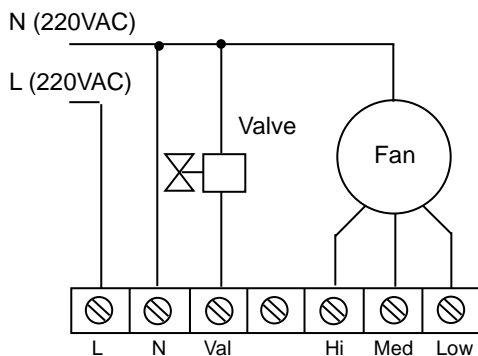 N (220VAC)
L (220VAC)
Valve
Fan
L N Val Hi Med Low